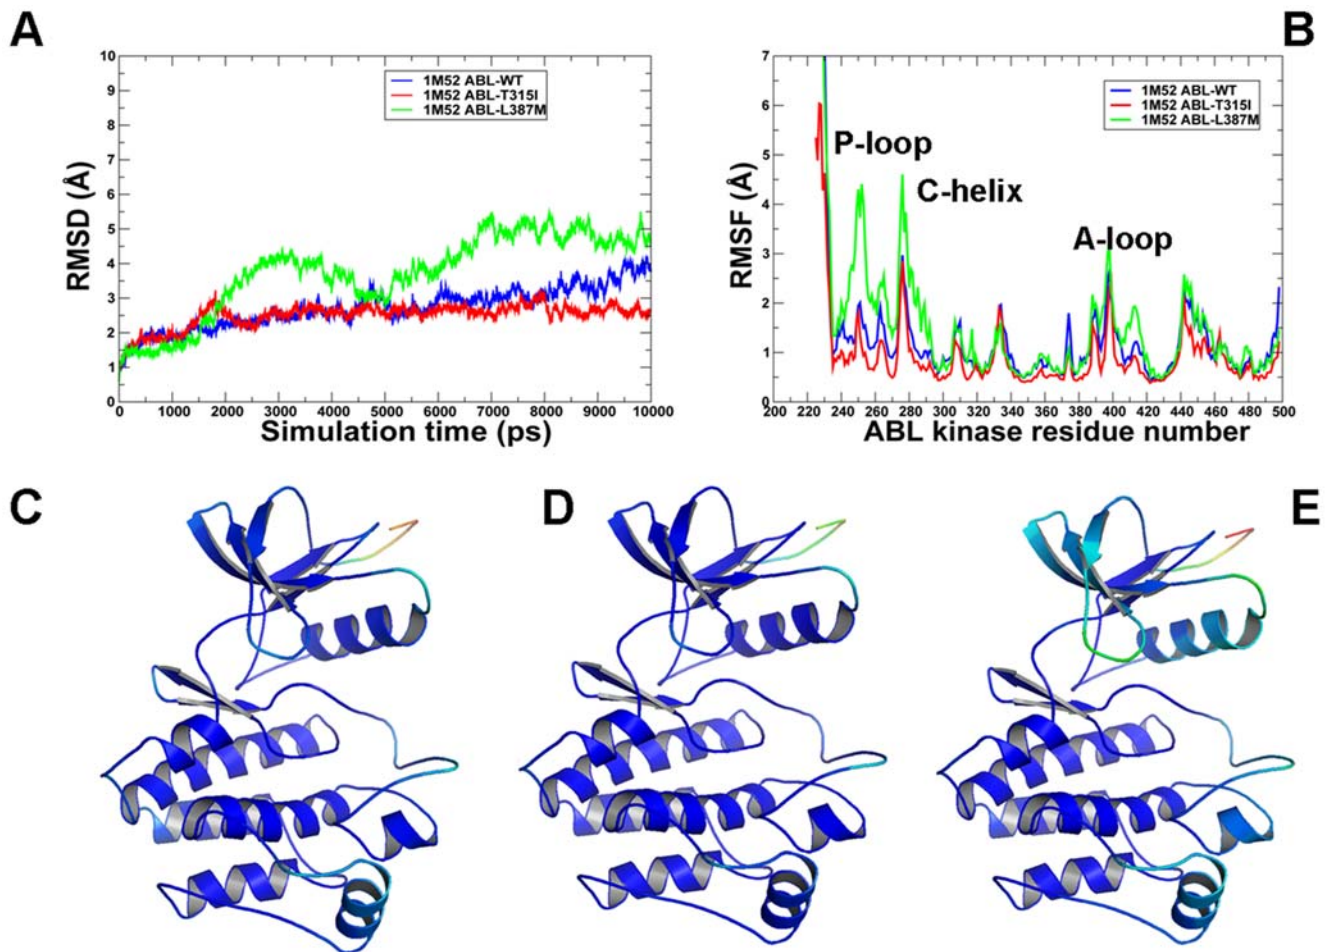 A
B
10
9
8
7
6
5
4
3
2
1
0
RMSD (Å)
1M52 ABL-WT
1M52 ABL-T315I
1M52 ABL-L387M
0 1000 2000 3000 4000 5000 6000 7000 8000 9000 10000
Simulation time (ps)
7
6
5
4
3
2
1
0
RMSF (Å)
1M52 ABL-WT
1M52 ABL-T315I
1M52 ABL-L387M
P-loop
C-helix
A-loop
200 220 240 260 280 300 320 340 360 380 400 420 440 460 480 500
ABL kinase residue number
C
D
E